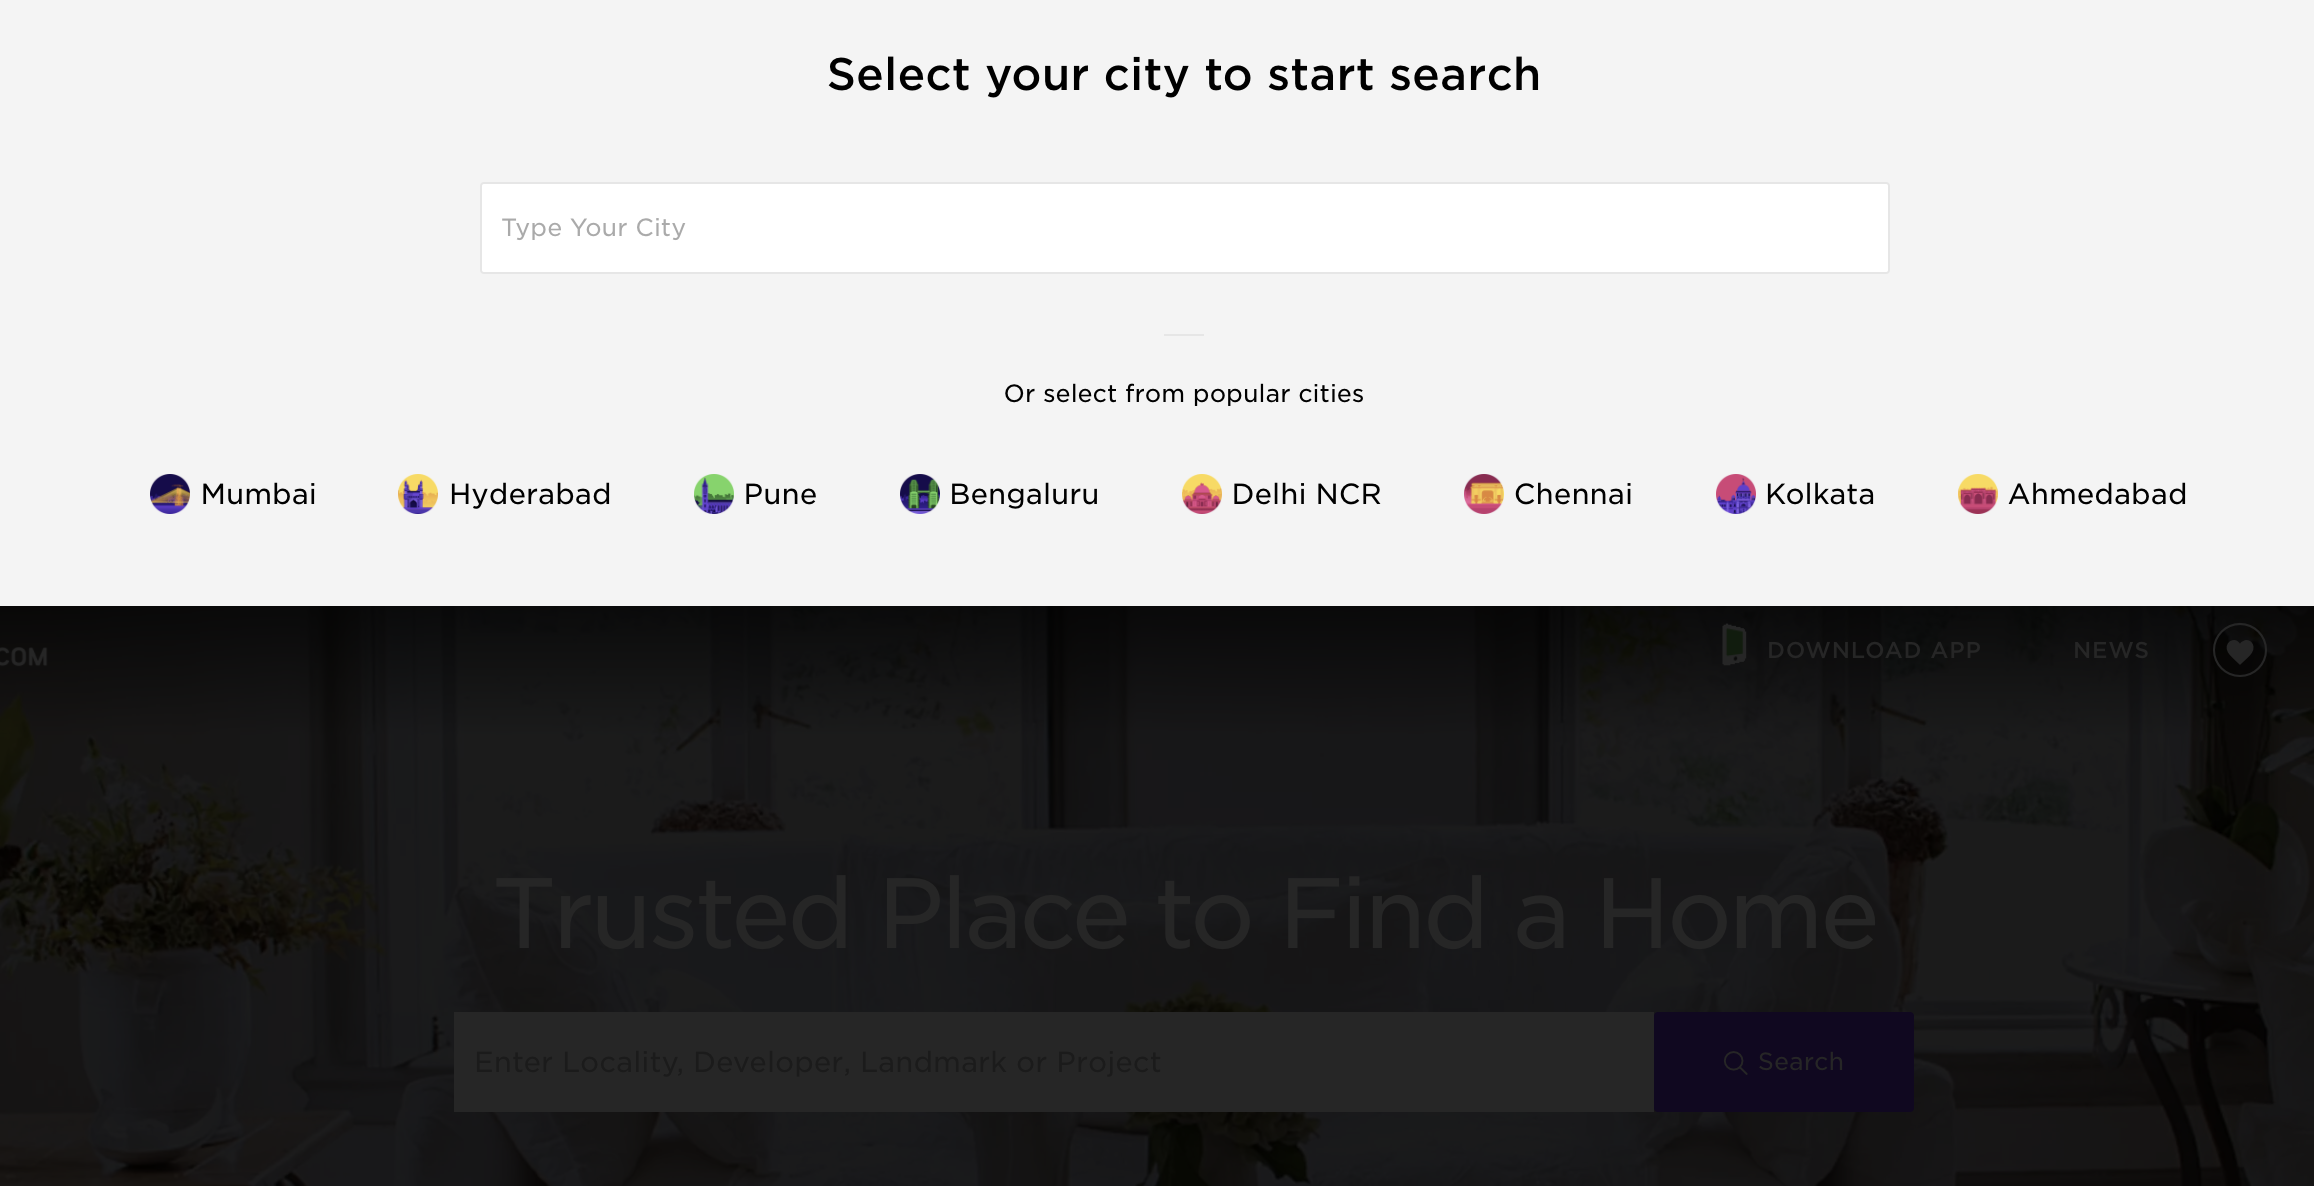 Select your city to start search
Type Your City
Or select from popular cities
Mumbai Hyderabad Pune Bengaluru Delhi NCR Chennai Kolkata Ahmedabad
COM DOWNLOAD APP NEWS
Trusted Place to Find a Home
Enter Locality, Developer, Landmark or Project Search